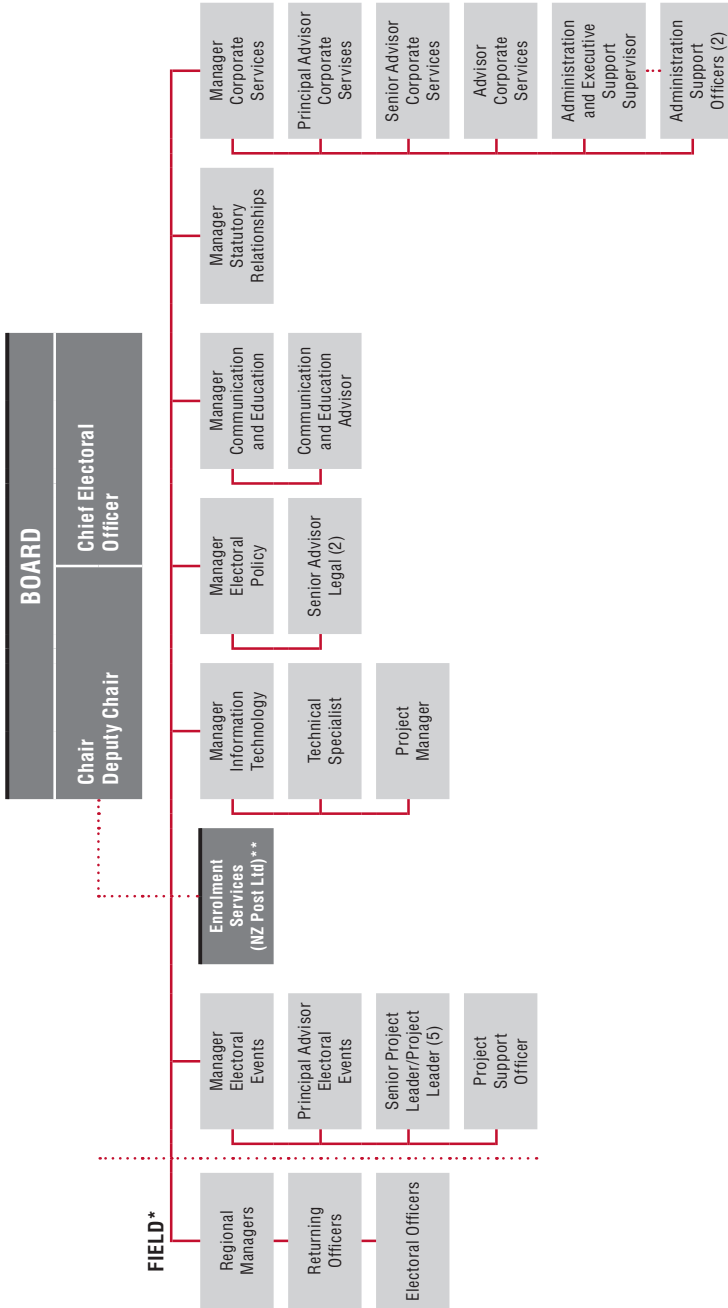 BOARD
Chair
Deputy Chair
Chief Electoral
Officer
FIELD*
Regional
Managers
Returning
Officers
Electoral Officers
Manager
Electoral
Events
Principal Advisor
Electoral
Events
Senior Project
Leader/Project
Leader (5)
Project
Support
Officer
Enrolment
Services
(NZ Post Ltd)**
Manager
Information
Technology
Technical
Specialist
Project
Manager
Manager
Electoral
Policy
Senior Advisor
Legal (2)
Manager
Communication
and Education
Communication
and Education
Advisor
Manager
Statutory
Relationships
Manager
Corporate
Services
Principal Advisor
Corporate
Servises
Senior Advisor
Corporate
Services
Advisor
Corporate
Services
Administration
and Executive
Support
Supervisor
Administration
Support
Officers (2)